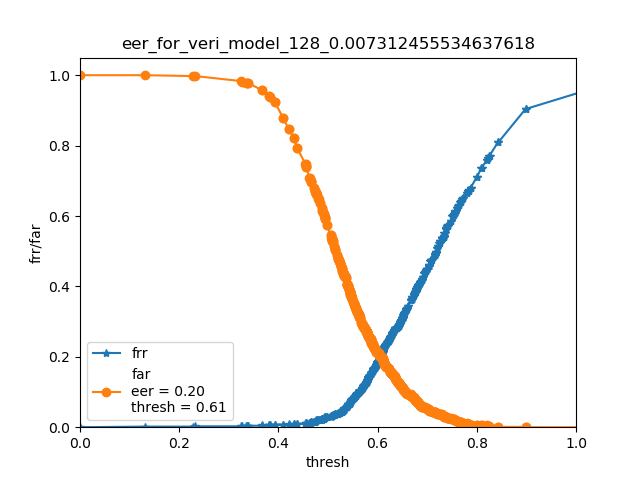 eer_for_veri_model_128_0.007312455534637618
1.0
0.8
0.6
0.4
0.2
0.0
frr/far
frr
far
eer = 0.20
thresh = 0.61
0.0 0.2 0.4 0.6 0.8 1.0
thresh